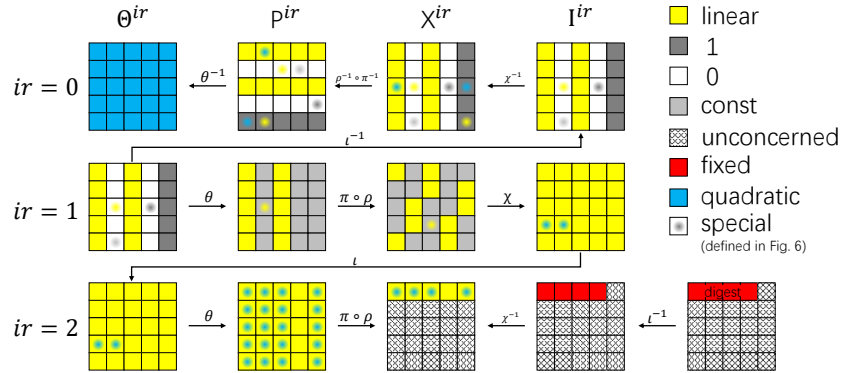 Θ^{ir} P^{ir} X^{ir} I^{ir}
ir = 0 θ^{-1} ρ^{-1} ∘ π^{-1} χ^{-1}
ι^{-1}
ir = 1 θ π ∘ ρ χ
ι
ir = 2 θ π ∘ ρ χ^{-1} ι^{-1} digest
linear
1
0
const
unconcerned
fixed
quadratic
special
(defined in Fig. 6)